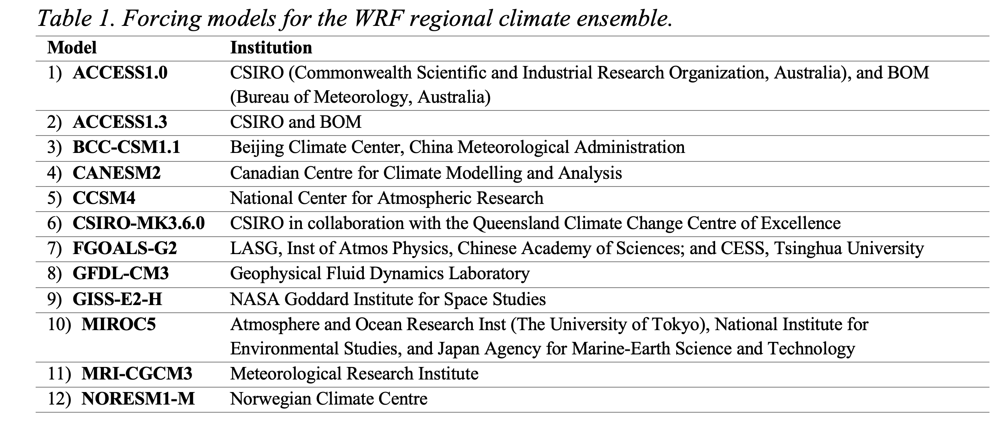 Table 1. Forcing models for the WRF regional climate ensemble.
Model Institution
1) ACCESS1.0 CSIRO (Commonwealth Scientific and Industrial Research Organization, Australia), and BOM
(Bureau of Meteorology, Australia)
2) ACCESS1.3 CSIRO and BOM
3) BCC-CSM1.1 Beijing Climate Center, China Meteorological Administration
4) CANESM2 Canadian Centre for Climate Modelling and Analysis
5) CCSM4 National Center for Atmospheric Research
6) CSIRO-MK3.6.0 CSIRO in collaboration with the Queensland Climate Change Centre of Excellence
7) FGOALS-G2 LASG, Inst of Atmos Physics, Chinese Academy of Sciences; and CESS, Tsinghua University
8) GFDL-CM3 Geophysical Fluid Dynamics Laboratory
9) GISS-E2-H NASA Goddard Institute for Space Studies
10) MIROC5 Atmosphere and Ocean Research Inst (The University of Tokyo), National Institute for
Environmental Studies, and Japan Agency for Marine-Earth Science and Technology
11) MRI-CGCM3 Meteorological Research Institute
12) NORESM1-M Norwegian Climate Centre